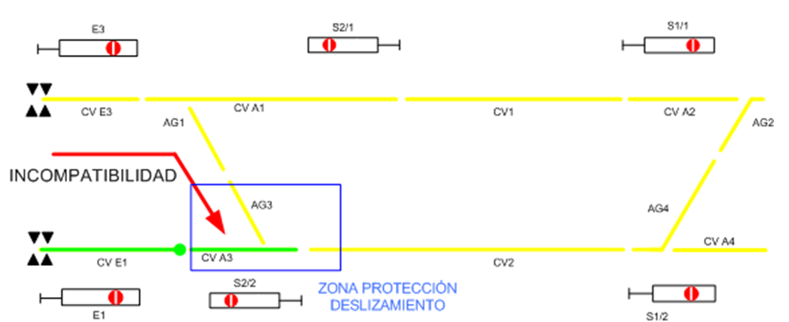 E3
S2/1
S1/1
CV E3
CV A1
CV1
CV A2
AG1
AG2
INCOMPATIBILIDAD
AG3
AG4
CV E1
CV A3
CV2
CV A4
S2/2
ZONA PROTECCIÓN
DESLIZAMIENTO
E1
S1/2